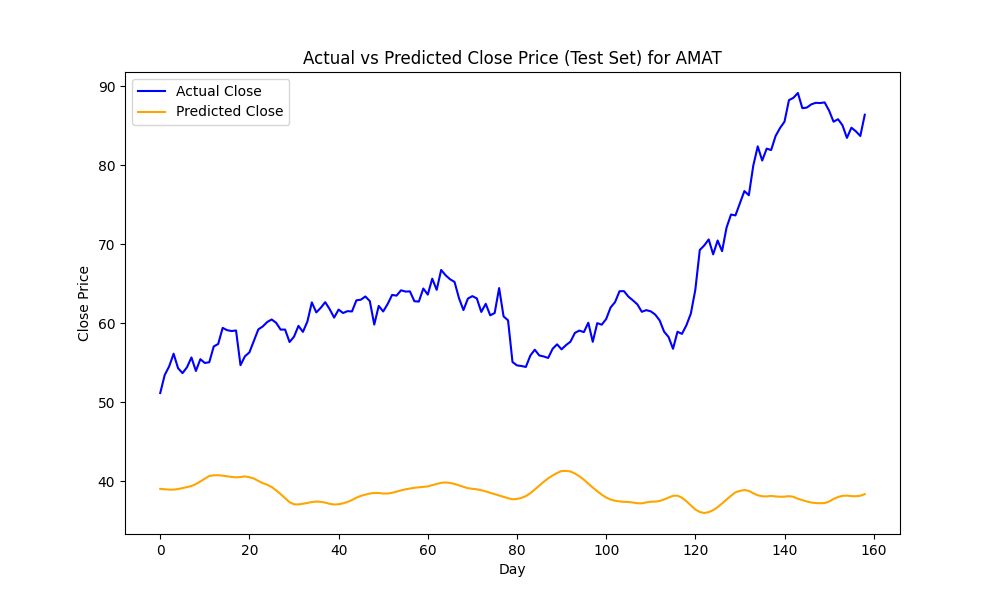 Actual vs Predicted Close Price (Test Set) for AMAT
Actual Close
Predicted Close
90
80
70
60
50
40
Close Price
0 20 40 60 80 100 120 140 160
Day